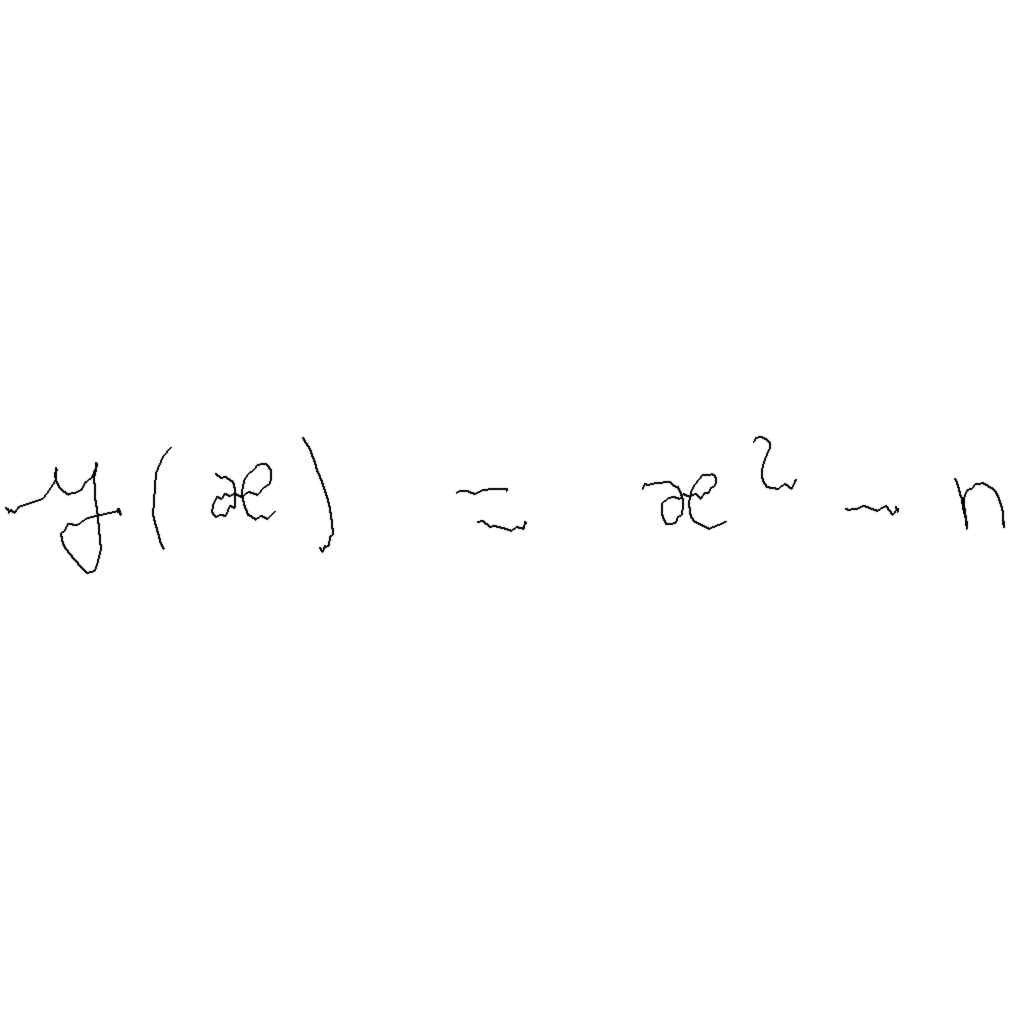 y(x) = x² - n